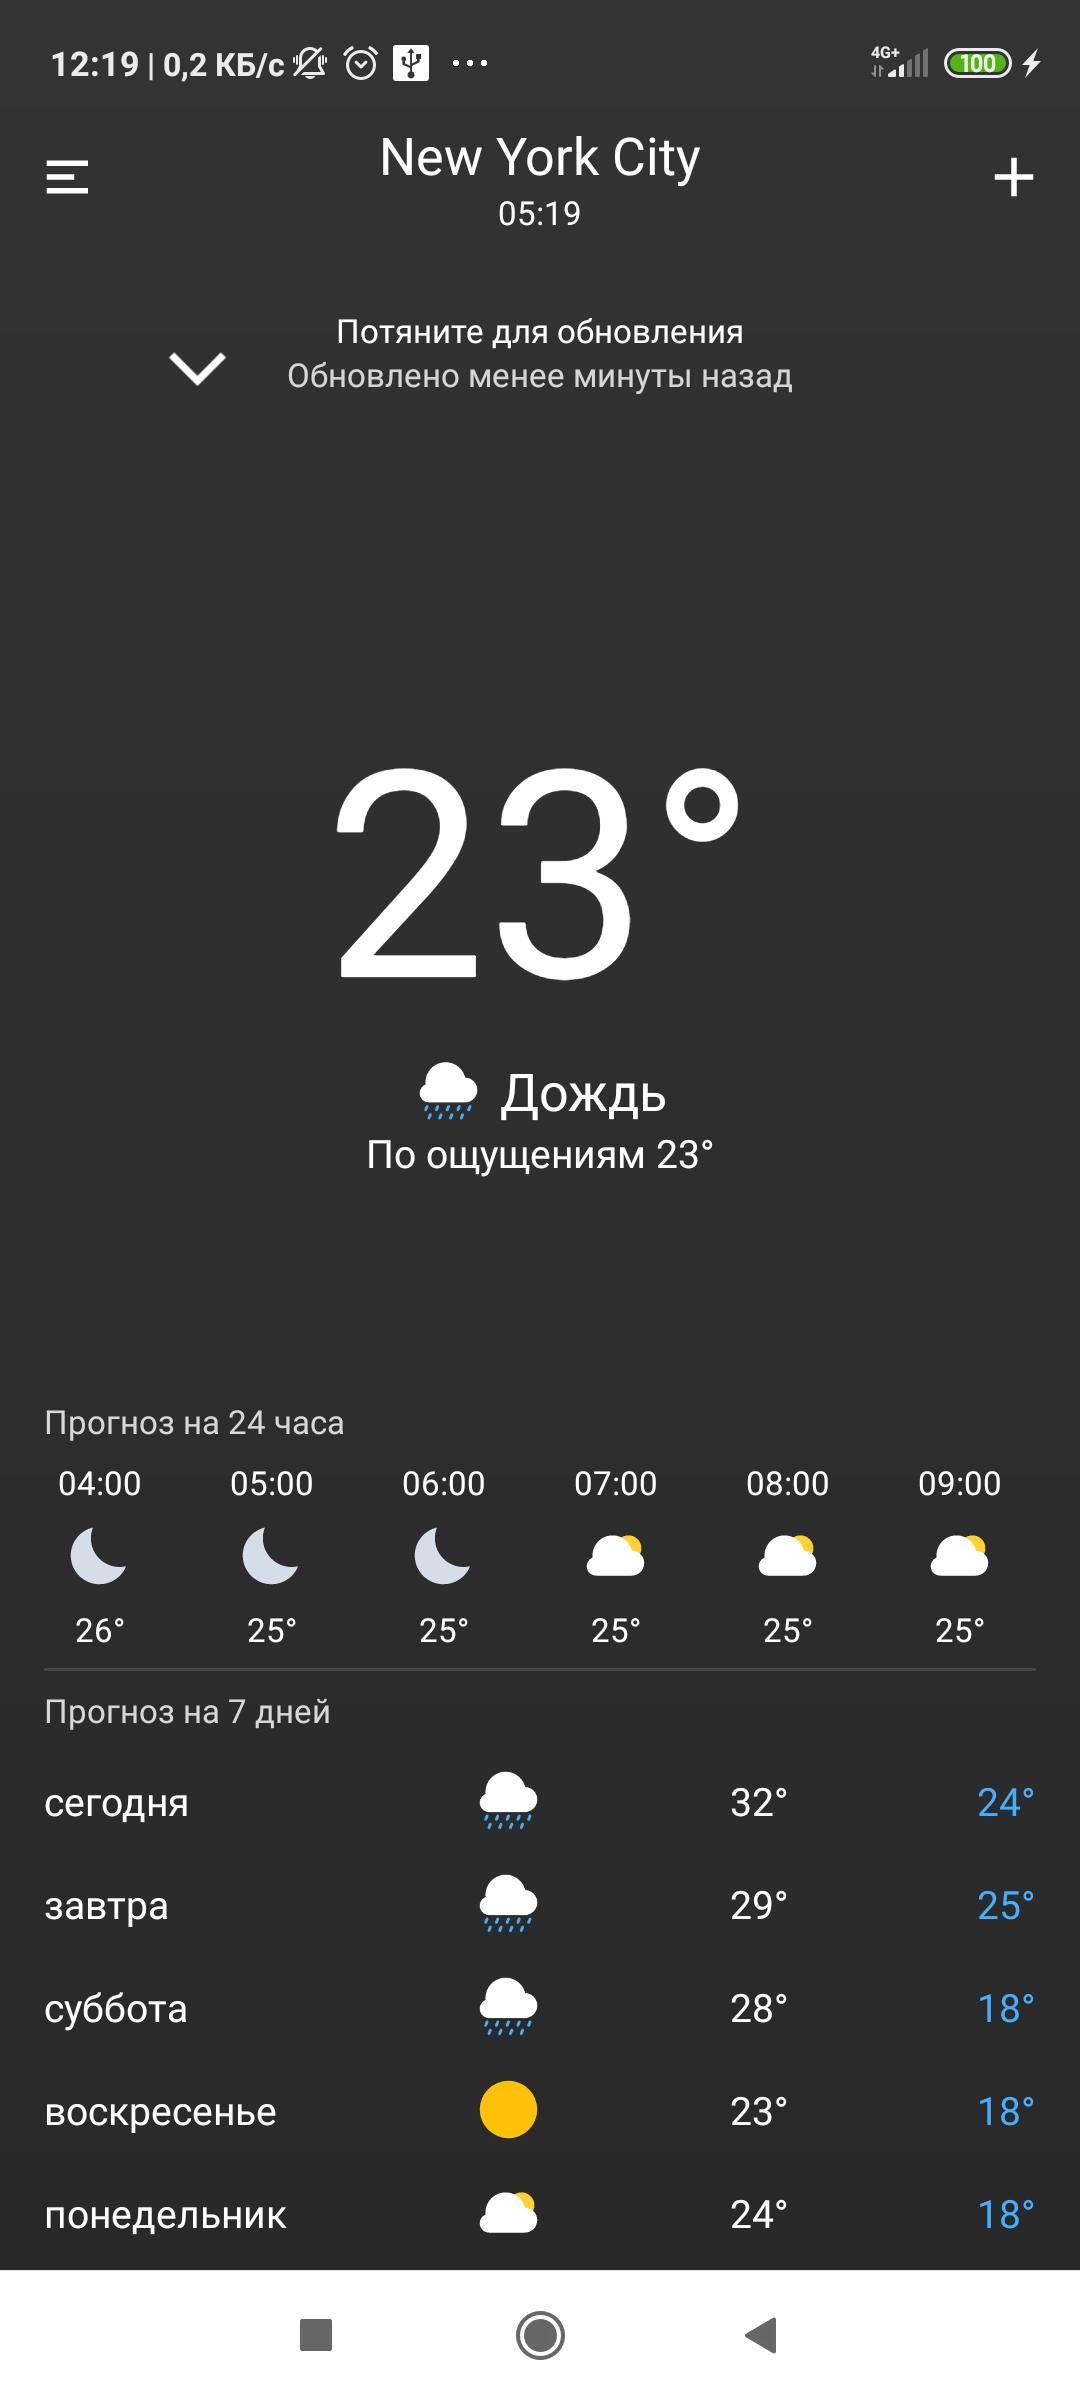 12:19 | 0,2 КБ/с
4G+
100
New York City
05:19
Потяните для обновления
Обновлено менее минуты назад
23°
Дождь
По ощущениям 23°
Прогноз на 24 часа
04:00 05:00 06:00 07:00 08:00 09:00
26° 25° 25° 25° 25° 25°
Прогноз на 7 дней
сегодня 32° 24°
завтра 29° 25°
суббота 28° 18°
воскресенье 23° 18°
понедельник 24° 18°